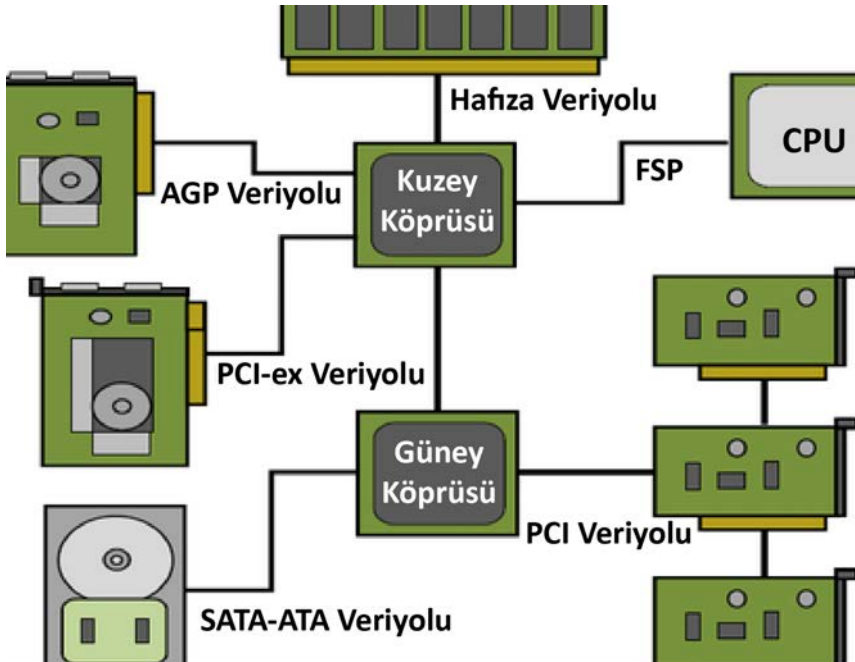 Hafıza Veriyolu
CPU
FSP
Kuzey
Köprüsü
AGP Veriyolu
PCI-ex Veriyolu
Güney
Köprüsü
PCI Veriyolu
SATA-ATA Veriyolu